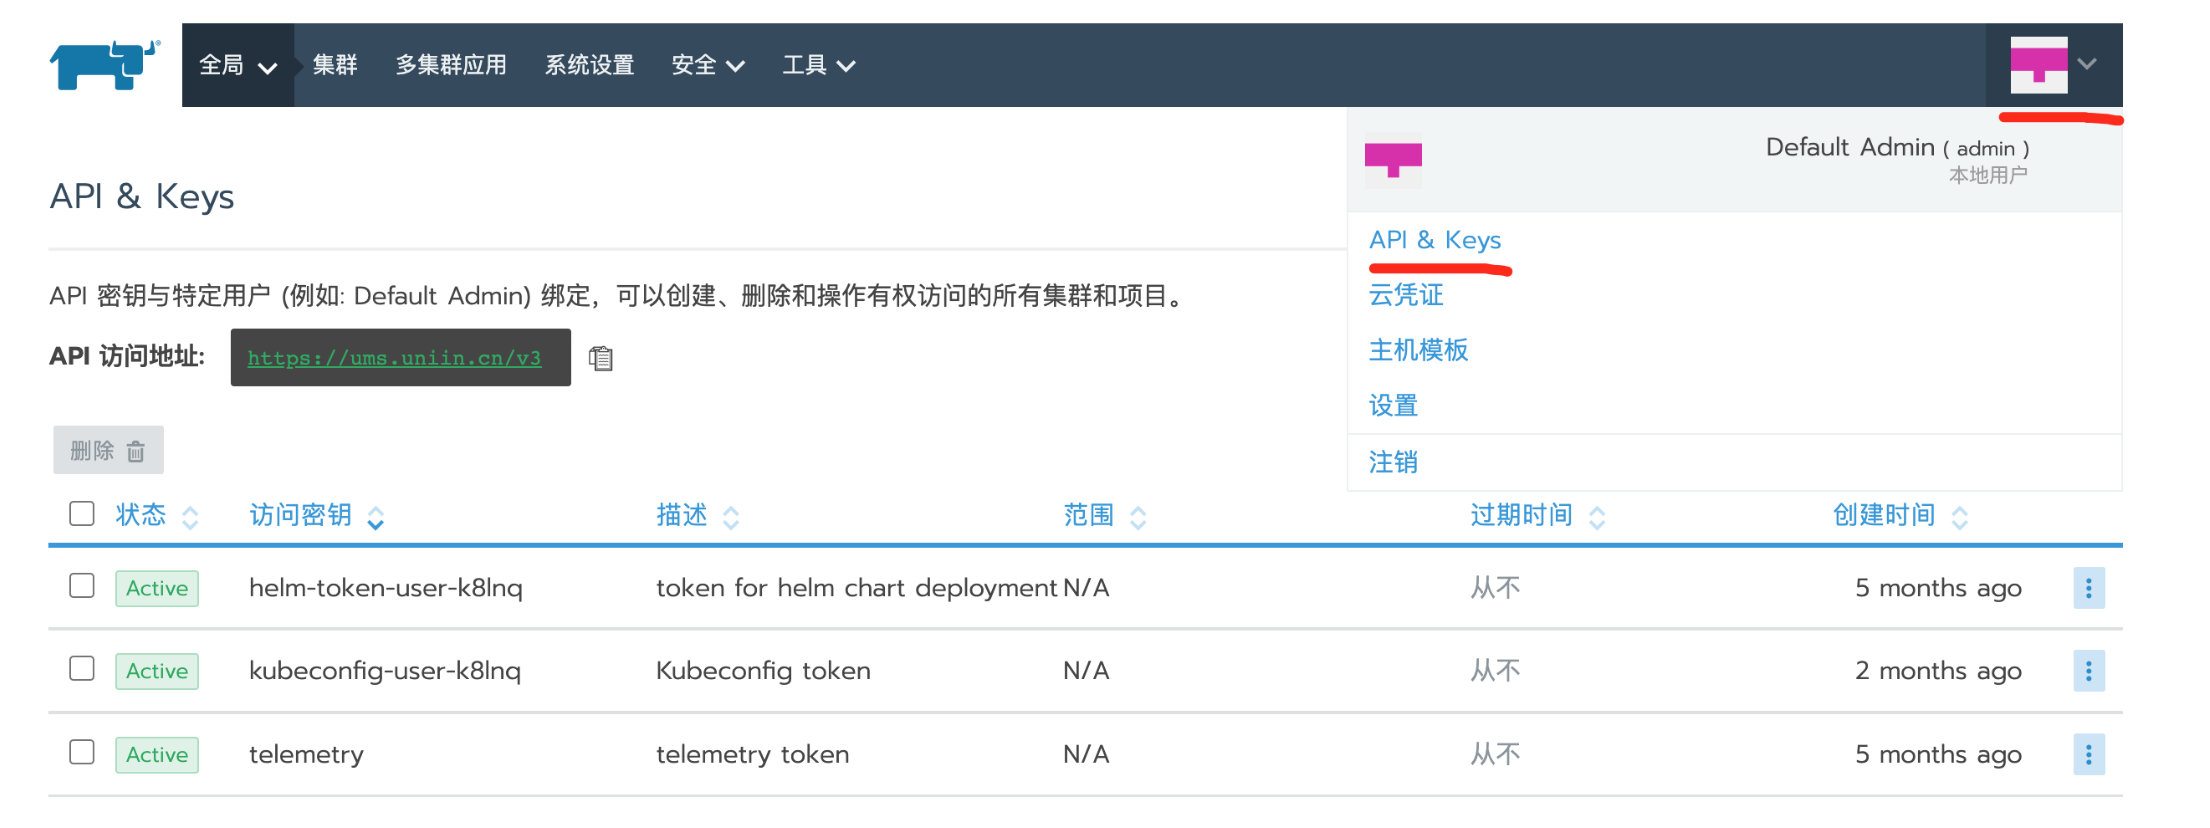 全局 集群 多集群应用 系统设置 安全 工具
Default Admin ( admin )
本地用户
API & Keys
API & Keys
云凭证
主机模板
设置
注销
API 密钥与特定用户 (例如: Default Admin) 绑定，可以创建、删除和操作有权访问的所有集群和项目。
API 访问地址: https://ums.uniin.cn/v3
删除
状态 访问密钥 描述 范围 过期时间 创建时间
Active helm-token-user-k8lnq token for helm chart deployment N/A 从不 5 months ago
Active kubeconfig-user-k8lnq Kubeconfig token N/A 从不 2 months ago
Active telemetry telemetry token N/A 从不 5 months ago